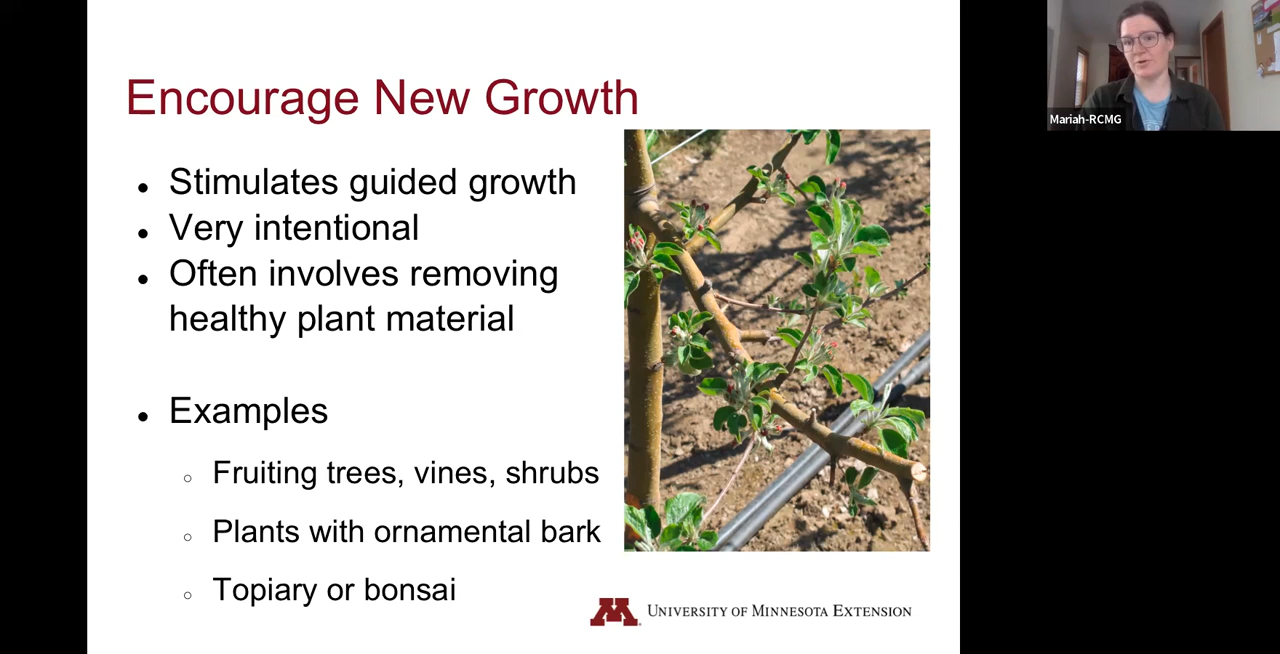 Encourage New Growth
● Stimulates guided growth
● Very intentional
● Often involves removing
healthy plant material
● Examples
○ Fruiting trees, vines, shrubs
○ Plants with ornamental bark
○ Topiary or bonsai
M
UNIVERSITY OF MINNESOTA EXTENSION
Mariah-RCMG